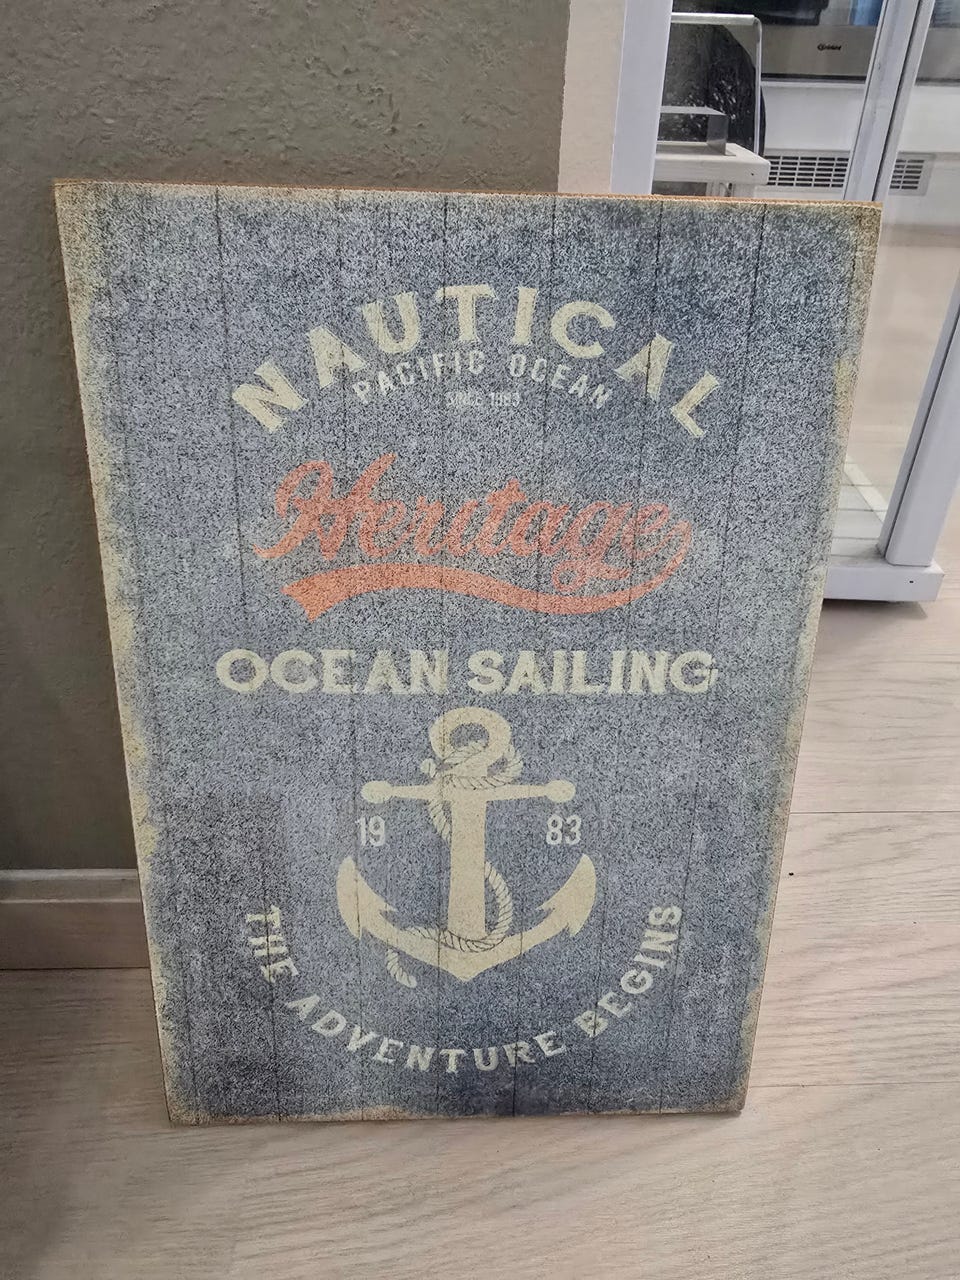 NAUTICAL
PACIFIC OCEAN
SINCE 1983
Heritage
OCEAN SAILING
19 83
THE ADVENTURE BEGINS